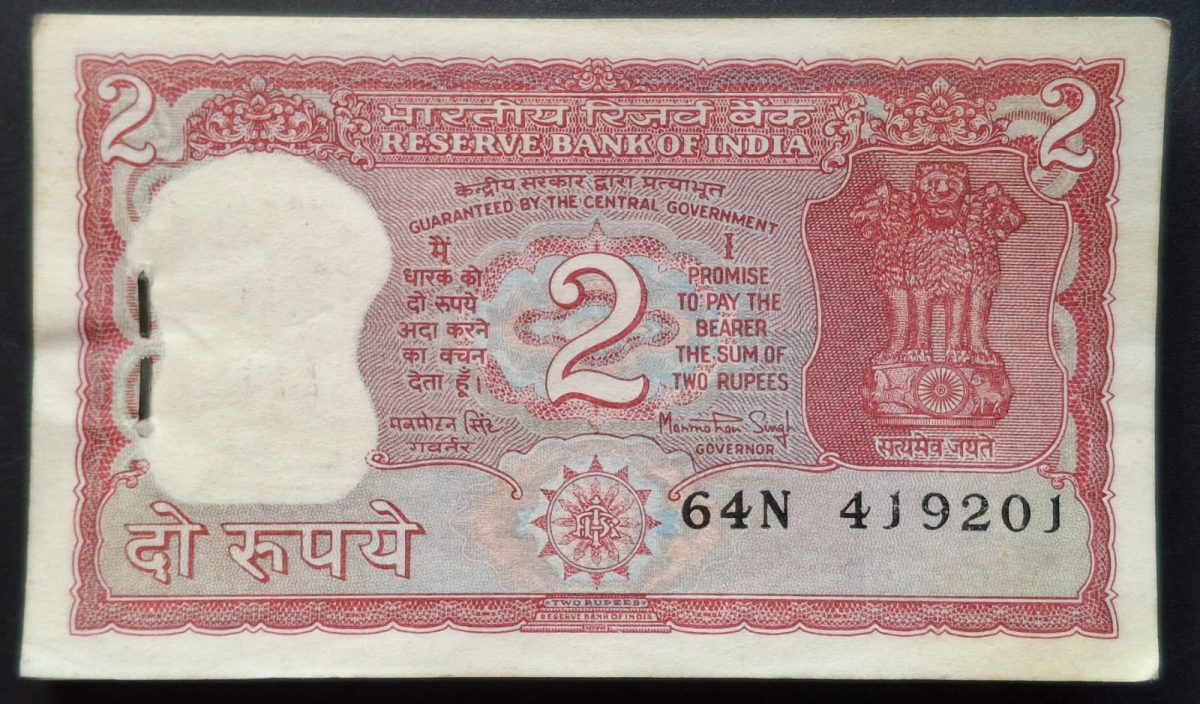 2
2
भारतीय रिज़र्व बैंक
RESERVE BANK OF INDIA
केन्द्रीय सरकार द्वारा प्रत्याभूत
GUARANTEED BY THE CENTRAL GOVERNMENT
मैं
धारक को
दो रुपये
अदा करने
का वचन
देता हूँ।
2
I
PROMISE
TO PAY THE
BEARER
THE SUM OF
TWO RUPEES
मनमोहन सिंह
गवर्नर
Manmohan Singh
GOVERNOR
सत्यमेव जयते
64N 419201
दो रुपये
TWO RUPEES
RESERVE BANK OF INDIA